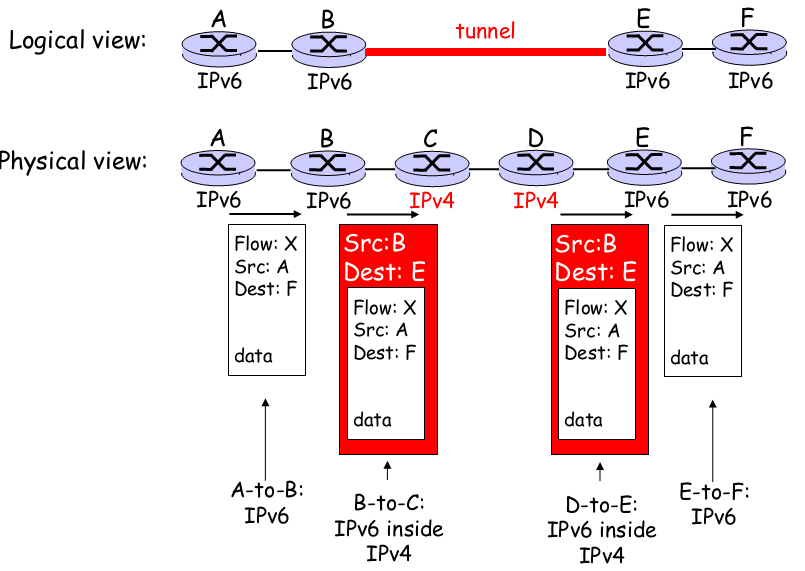 A B E F
Logical view:
tunnel
IPv6 IPv6 IPv6 IPv6
A B C D E F
Physical view:
IPv6 IPv6 IPv4 IPv4 IPv6 IPv6
Flow: X
Src: A
Dest: F
data
Src:B
Dest: E
Flow: X
Src: A
Dest: F
data
Src:B
Dest: E
Flow: X
Src: A
Dest: F
data
Flow: X
Src: A
Dest: F
data
A-to-B:
IPv6
B-to-C:
IPv6 inside
IPv4
D-to-E:
IPv6 inside
IPv4
E-to-F:
IPv6